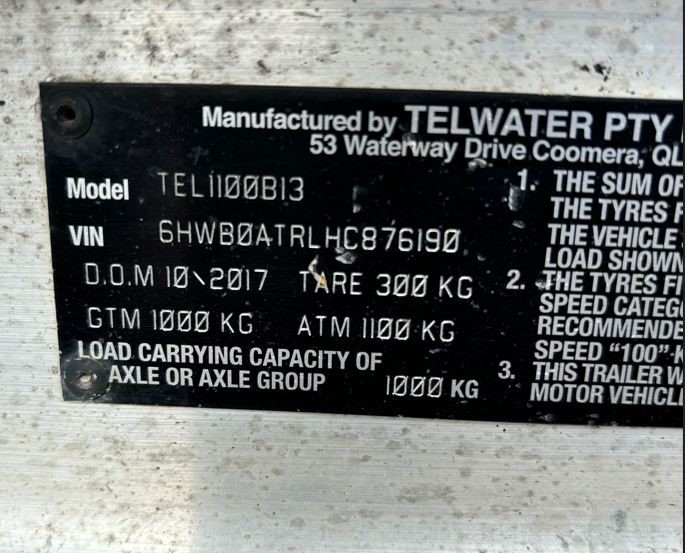 Manufactured by TELWATER PTY
53 Waterway Drive Coomera, QL
Model TEL1100B13
VIN 6HWB0ATRLHC876190
D.O.M 10\2017 TARE 300 KG
GTM 1000 KG ATM 1100 KG
LOAD CARRYING CAPACITY OF
AXLE OR AXLE GROUP 1000 KG
1. THE SUM OF
THE TYRES F
THE VEHICLE
LOAD SHOWN
2. THE TYRES FI
SPEED CATEG
RECOMMENDE
SPEED “100” K
3. THIS TRAILER W
MOTOR VEHICL